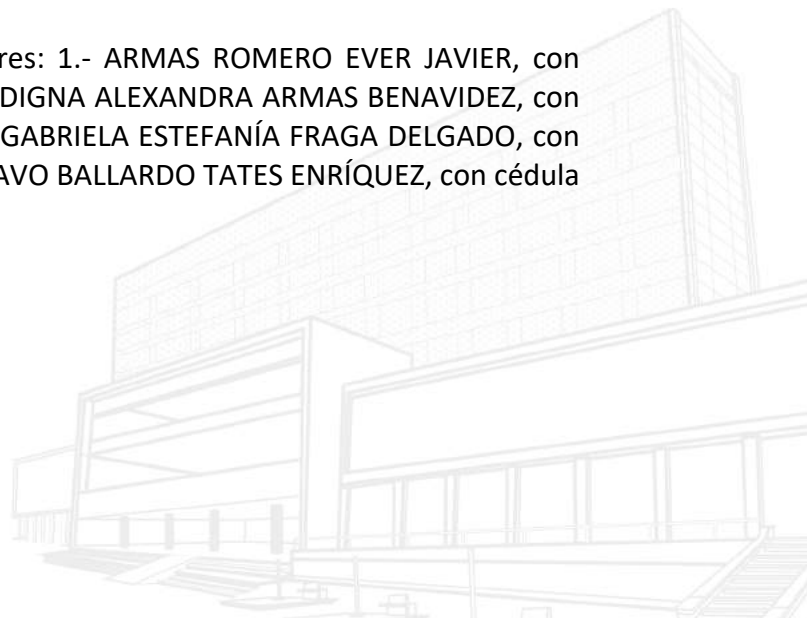 res: 1.- ARMAS ROMERO EVER JAVIER, con
DIGNA ALEXANDRA ARMAS BENAVIDEZ, con
GABRIELA ESTEFANÍA FRAGA DELGADO, con
AVO BALLARDO TATES ENRÍQUEZ, con cédula